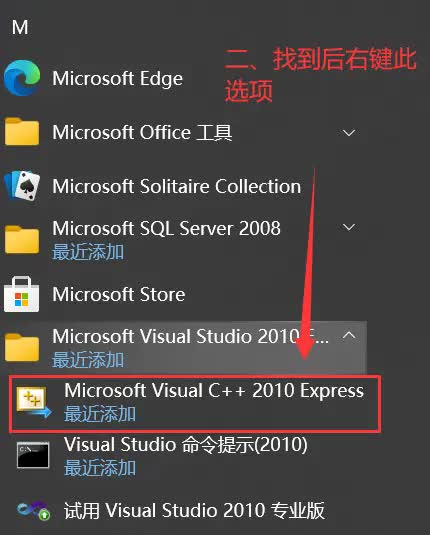 M
二、找到后右键此
选项
Microsoft Edge
Microsoft Office 工具
Microsoft Solitaire Collection
Microsoft SQL Server 2008
最近添加
Microsoft Store
Microsoft Visual Studio 2010 E...
最近添加
Microsoft Visual C++ 2010 Express
最近添加
Visual Studio 命令提示(2010)
最近添加
试用 Visual Studio 2010 专业版